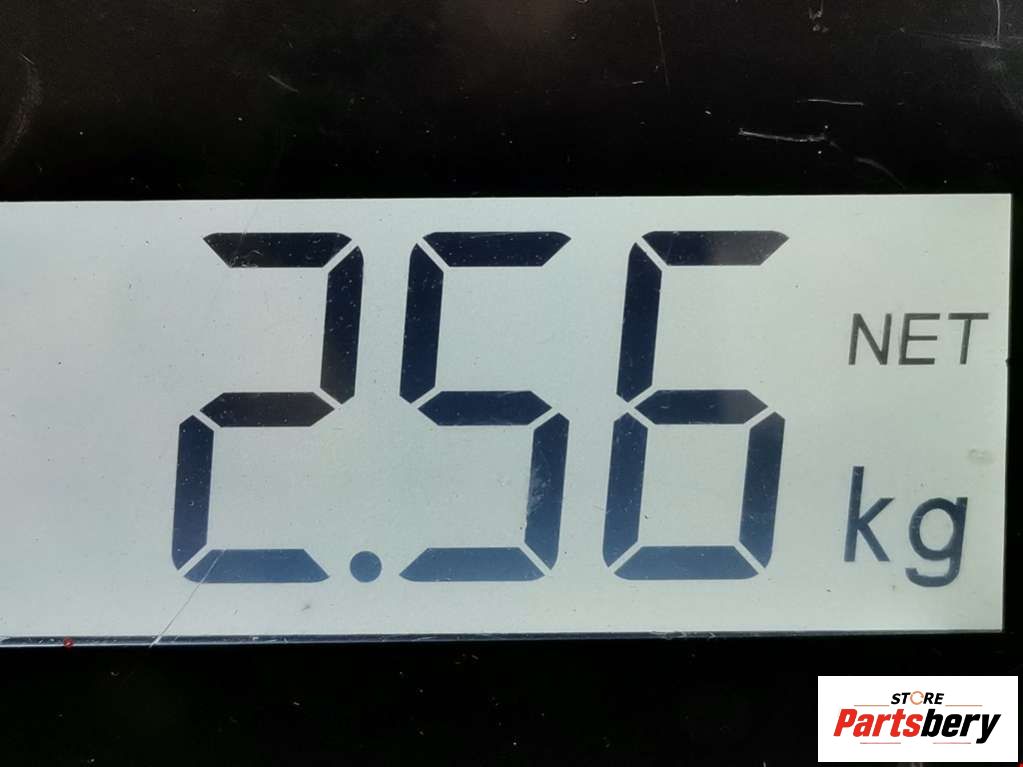 2.56
NET
kg
STORE
Partsbery